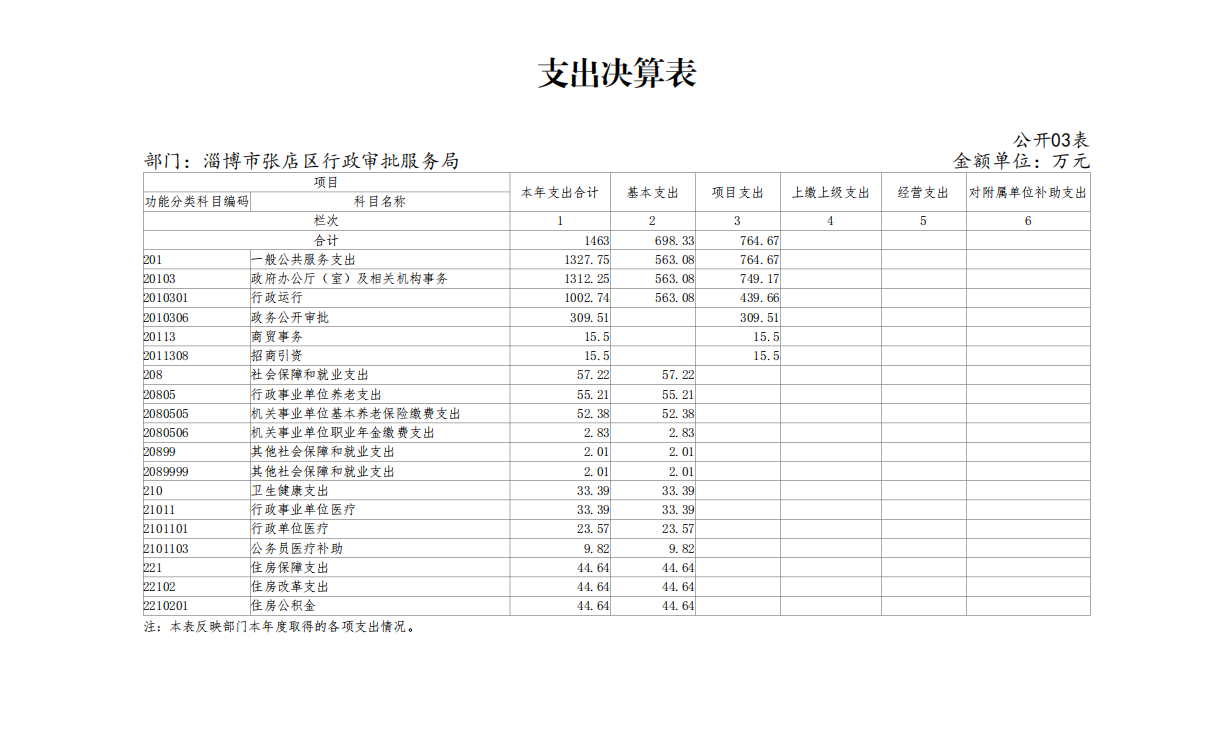 支出决算表
公开03表
部门：淄博市张店区行政审批服务局 金额单位：万元
项目 本年支出合计 基本支出 项目支出 上缴上级支出 经营支出 对附属单位补助支出
功能分类科目编码 科目名称
栏次 1 2 3 4 5 6
合计 1463 698.33 764.67
201 一般公共服务支出 1327.75 563.08 764.67
20103 政府办公厅（室）及相关机构事务 1312.25 563.08 749.17
2010301 行政运行 1002.74 563.08 439.66
2010306 政务公开审批 309.51 309.51
20113 商贸事务 15.5 15.5
2011308 招商引资 15.5 15.5
208 社会保障和就业支出 57.22 57.22
20805 行政事业单位养老支出 55.21 55.21
2080505 机关事业单位基本养老保险缴费支出 52.38 52.38
2080506 机关事业单位职业年金缴费支出 2.83 2.83
20899 其他社会保障和就业支出 2.01 2.01
2089999 其他社会保障和就业支出 2.01 2.01
210 卫生健康支出 33.39 33.39
21011 行政事业单位医疗 33.39 33.39
2101101 行政单位医疗 23.57 23.57
2101103 公务员医疗补助 9.82 9.82
221 住房保障支出 44.64 44.64
22102 住房改革支出 44.64 44.64
2210201 住房公积金 44.64 44.64
注：本表反映部门本年度取得的各项支出情况。